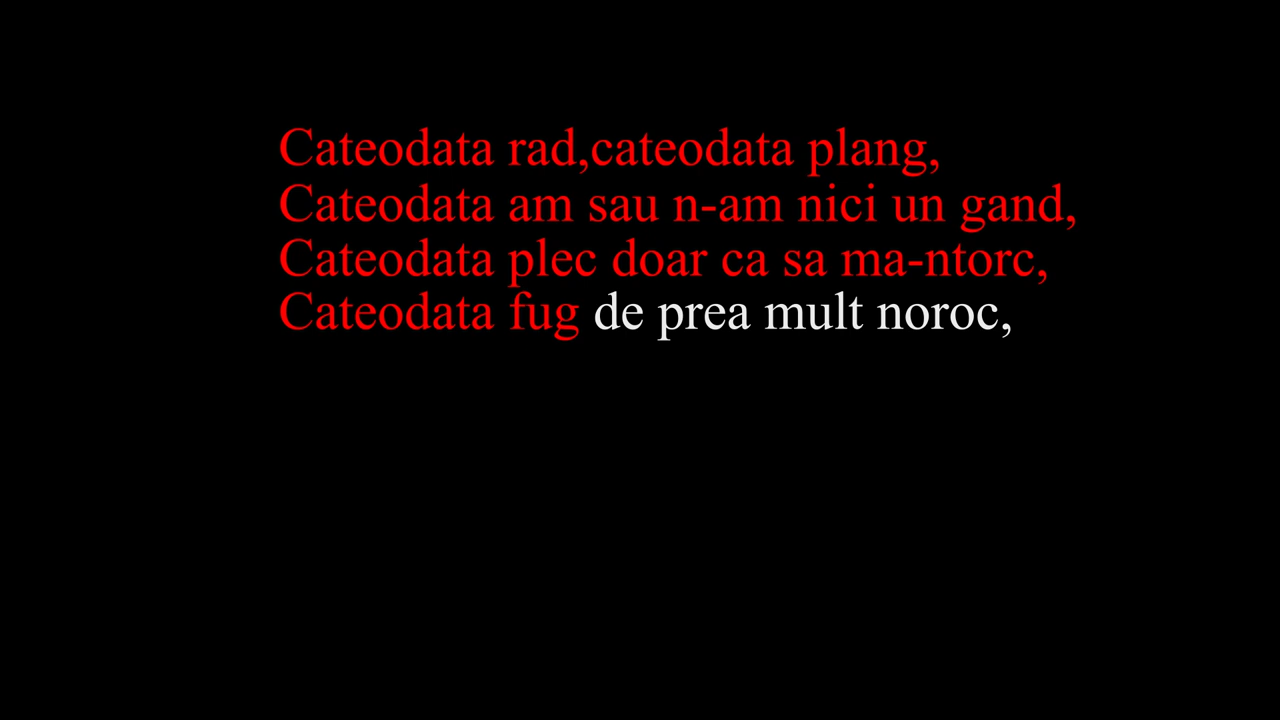 Cateodata rad,cateodata plang,
Cateodata am sau n-am nici un gand,
Cateodata plec doar ca sa ma-ntorc,
Cateodata fug de prea mult noroc,